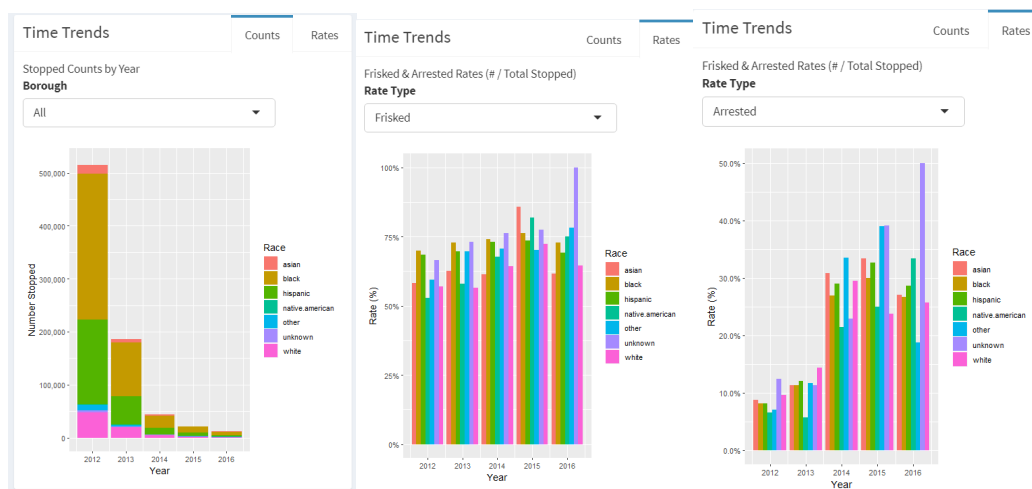 Time Trends
Counts
Rates
Stopped Counts by Year
Borough
All
500,000
400,000
300,000
200,000
100,000
0
Number Stopped
2012
2013
2014
2015
2016
Year
Race
asian
black
hispanic
native.american
other
unknown
white
Time Trends
Counts
Rates
Frisked & Arrested Rates (# / Total Stopped)
Rate Type
Frisked
100%
75%
50%
25%
0%
Rate (%)
2012
2013
2014
2015
2016
Year
Race
asian
black
hispanic
native.american
other
unknown
white
Time Trends
Counts
Rates
Frisked & Arrested Rates (# / Total Stopped)
Rate Type
Arrested
50.0%
40.0%
30.0%
20.0%
10.0%
0.0%
Rate (%)
2012
2013
2014
2015
2016
Year
Race
asian
black
hispanic
native.american
other
unknown
white